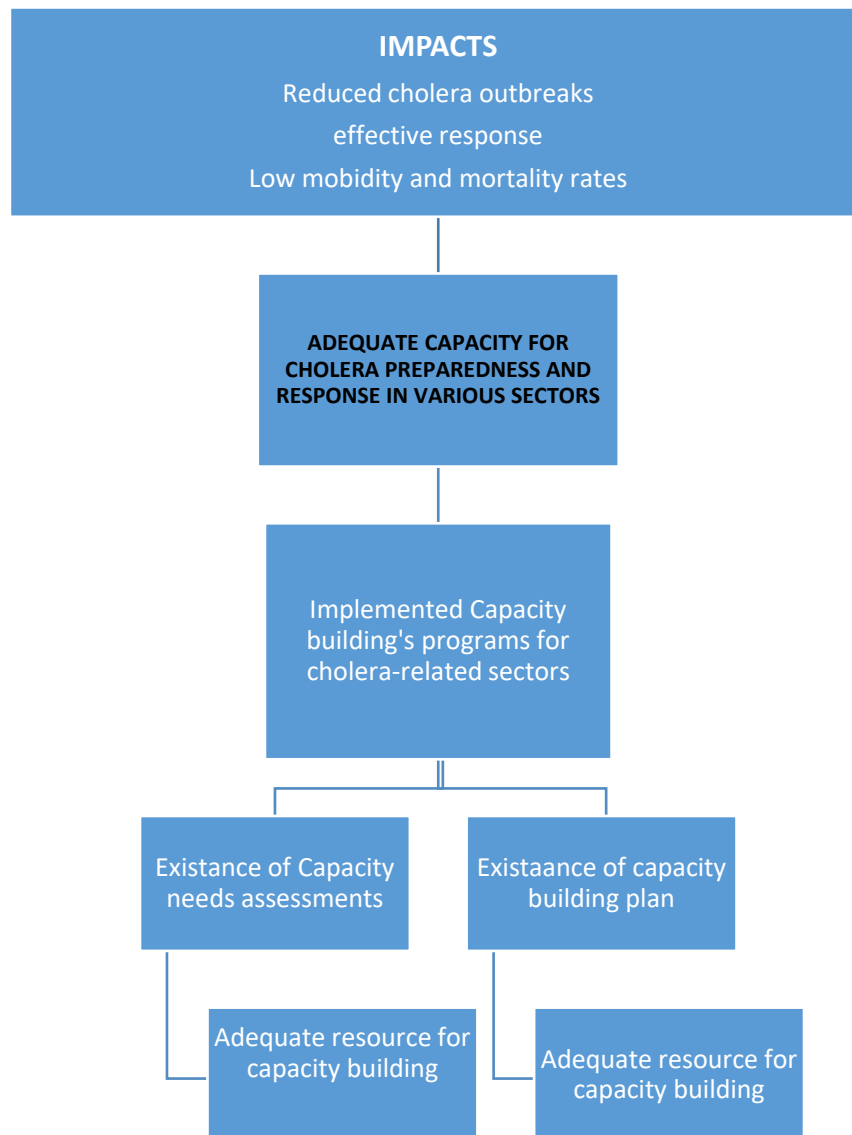 IMPACTS
Reduced cholera outbreaks
effective response
Low mobidity and mortality rates
ADEQUATE CAPACITY FOR
CHOLERA PREPAREDNESS AND
RESPONSE IN VARIOUS SECTORS
Implemented Capacity
building's programs for
cholera-related sectors
Existance of Capacity
needs assessments
Existaance of capacity
building plan
Adequate resource for
capacity building
Adequate resource for
capacity building